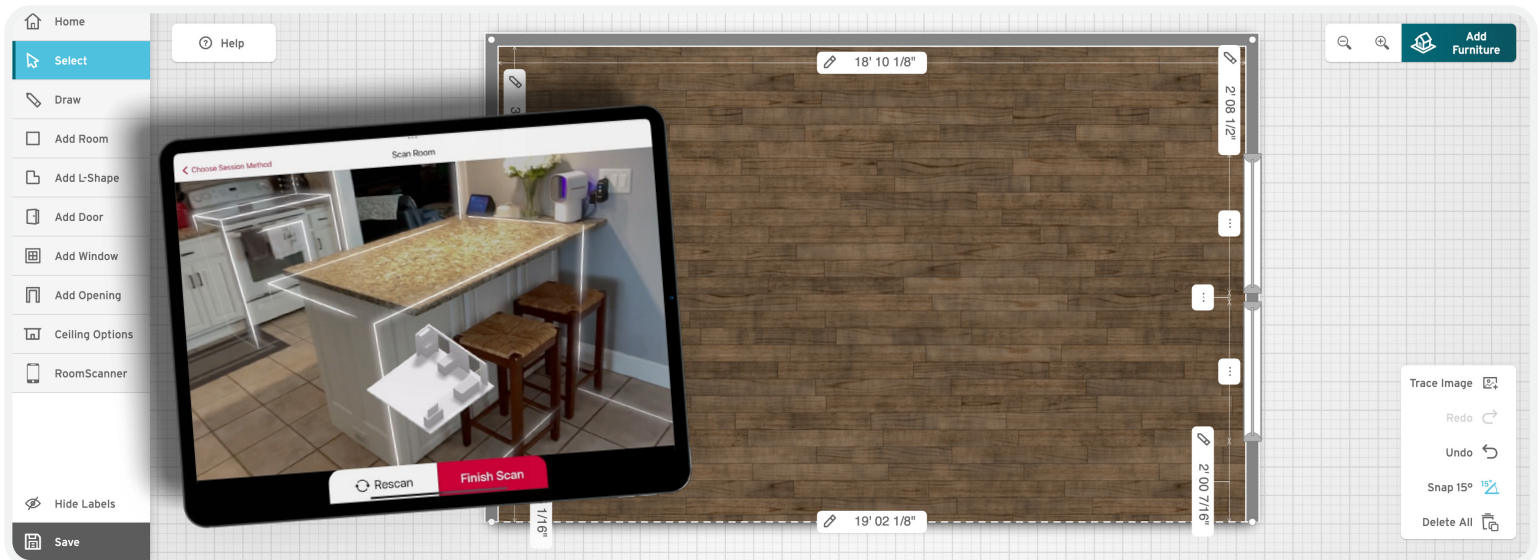 Home
Select
Draw
Add Room
Add L-Shape
Add Door
Add Window
Add Opening
Ceiling Options
RoomScanner
Hide Labels
Save
Help
18' 10 1/8"
2' 08 1/2"
3
Choose Session Method
Scan Room
Rescan
Finish Scan
1/16"
19' 02 1/8"
2' 00 7/16"
Add
Furniture
Trace Image
Redo
Undo
Snap 15°
15°
Delete All